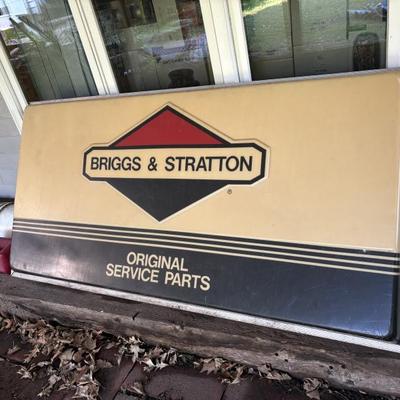 BRIGGS & STRATTON
®
ORIGINAL
SERVICE PARTS